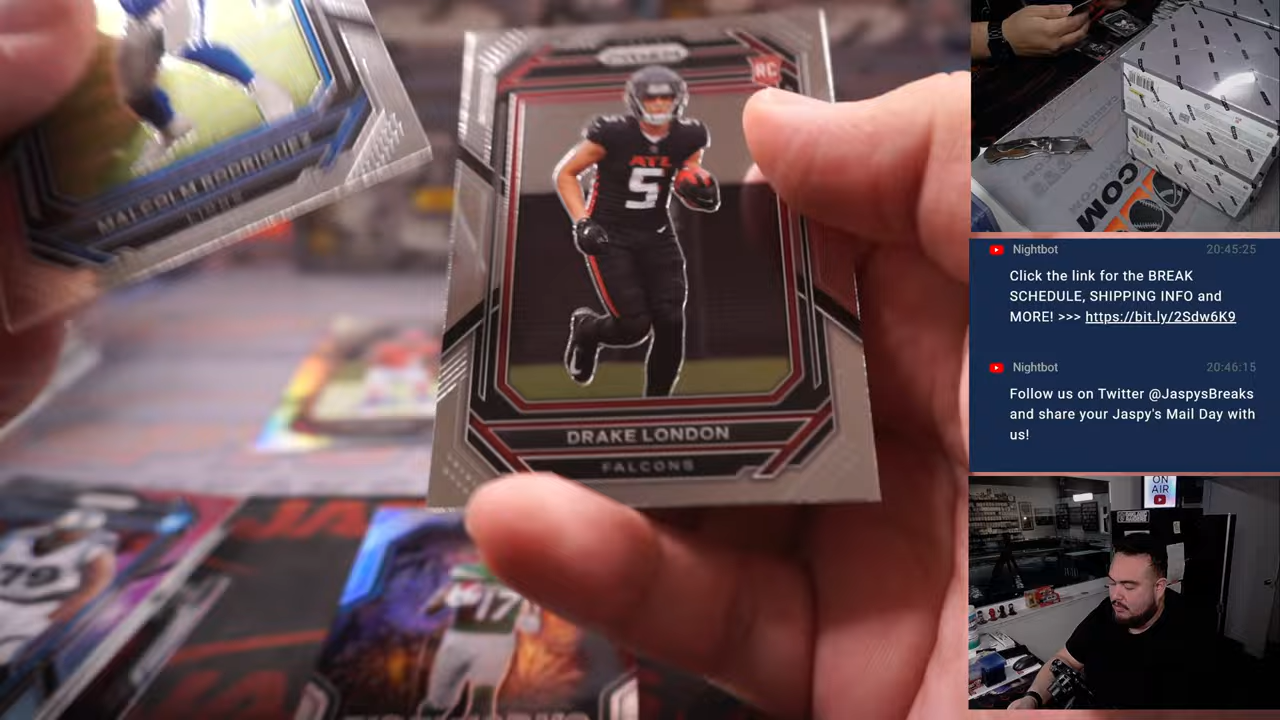 MALCOLM RODRIGUEZ
LIONS
PRIZM
RC
ATL
5
DRAKE LONDON
FALCONS
79
17
COM
Nightbot 20:45:25
Click the link for the BREAK
SCHEDULE, SHIPPING INFO and
MORE! >>> https://bit.ly/2Sdw6K9
Nightbot 20:46:15
Follow us on Twitter @JaspysBreaks
and share your Jaspy's Mail Day with
us!
ON
AIR